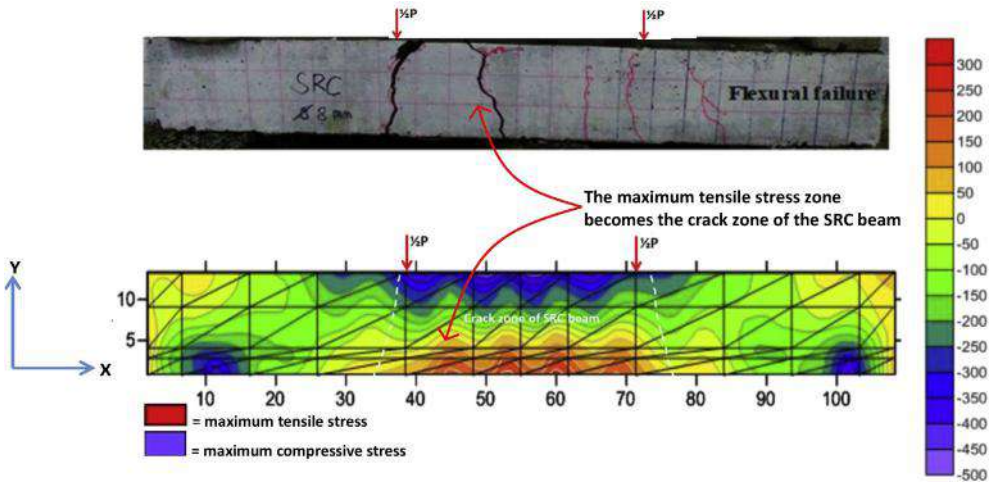 ½P ½P
SRC
Ø 8 mm
Flexural failure
The maximum tensile stress zone
becomes the crack zone of the SRC beam
½P ½P
Y
10
5
X
Crack zone of SRC beam
10 20 30 40 50 60 70 80 90 100
= maximum tensile stress
= maximum compressive stress
300
250
200
150
100
50
0
-50
-100
-150
-200
-250
-300
-350
-400
-450
-500